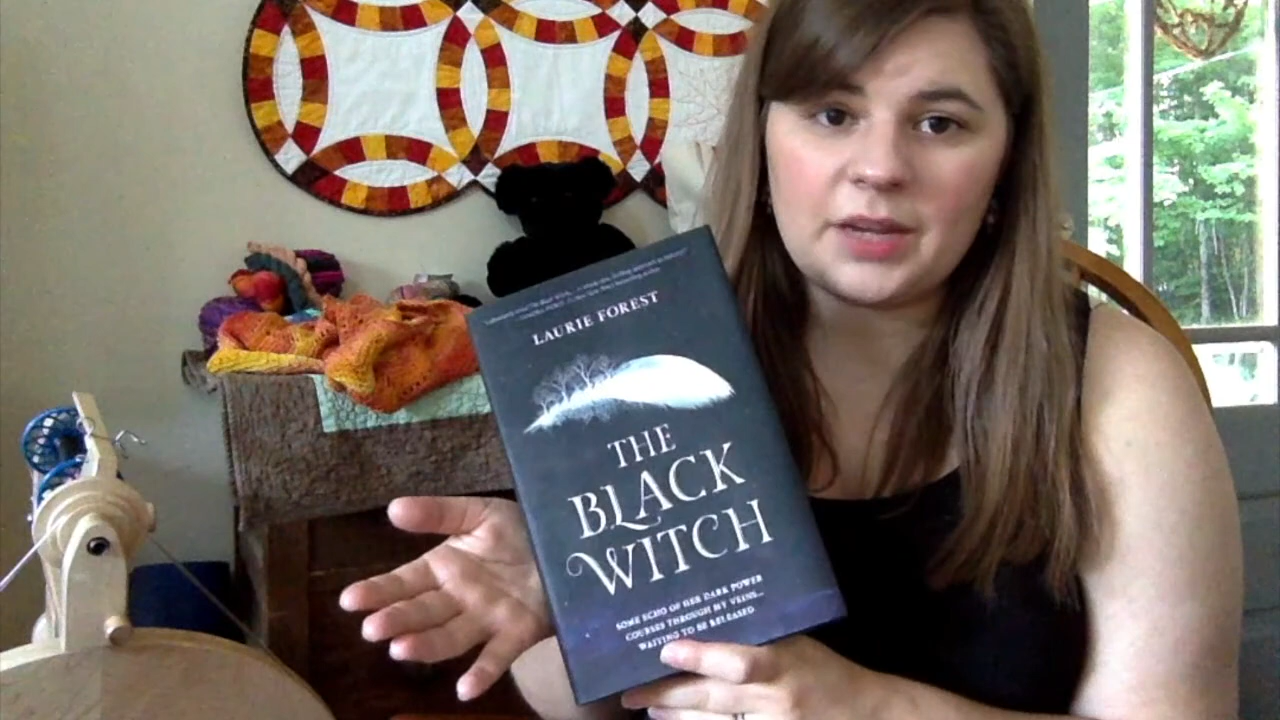 LAURIE FOREST
THE
BLACK
WITCH
SOME ECHO OF HER DARK POWER
COURSES THROUGH MY VEINS...
WAITING TO BE RELEASED